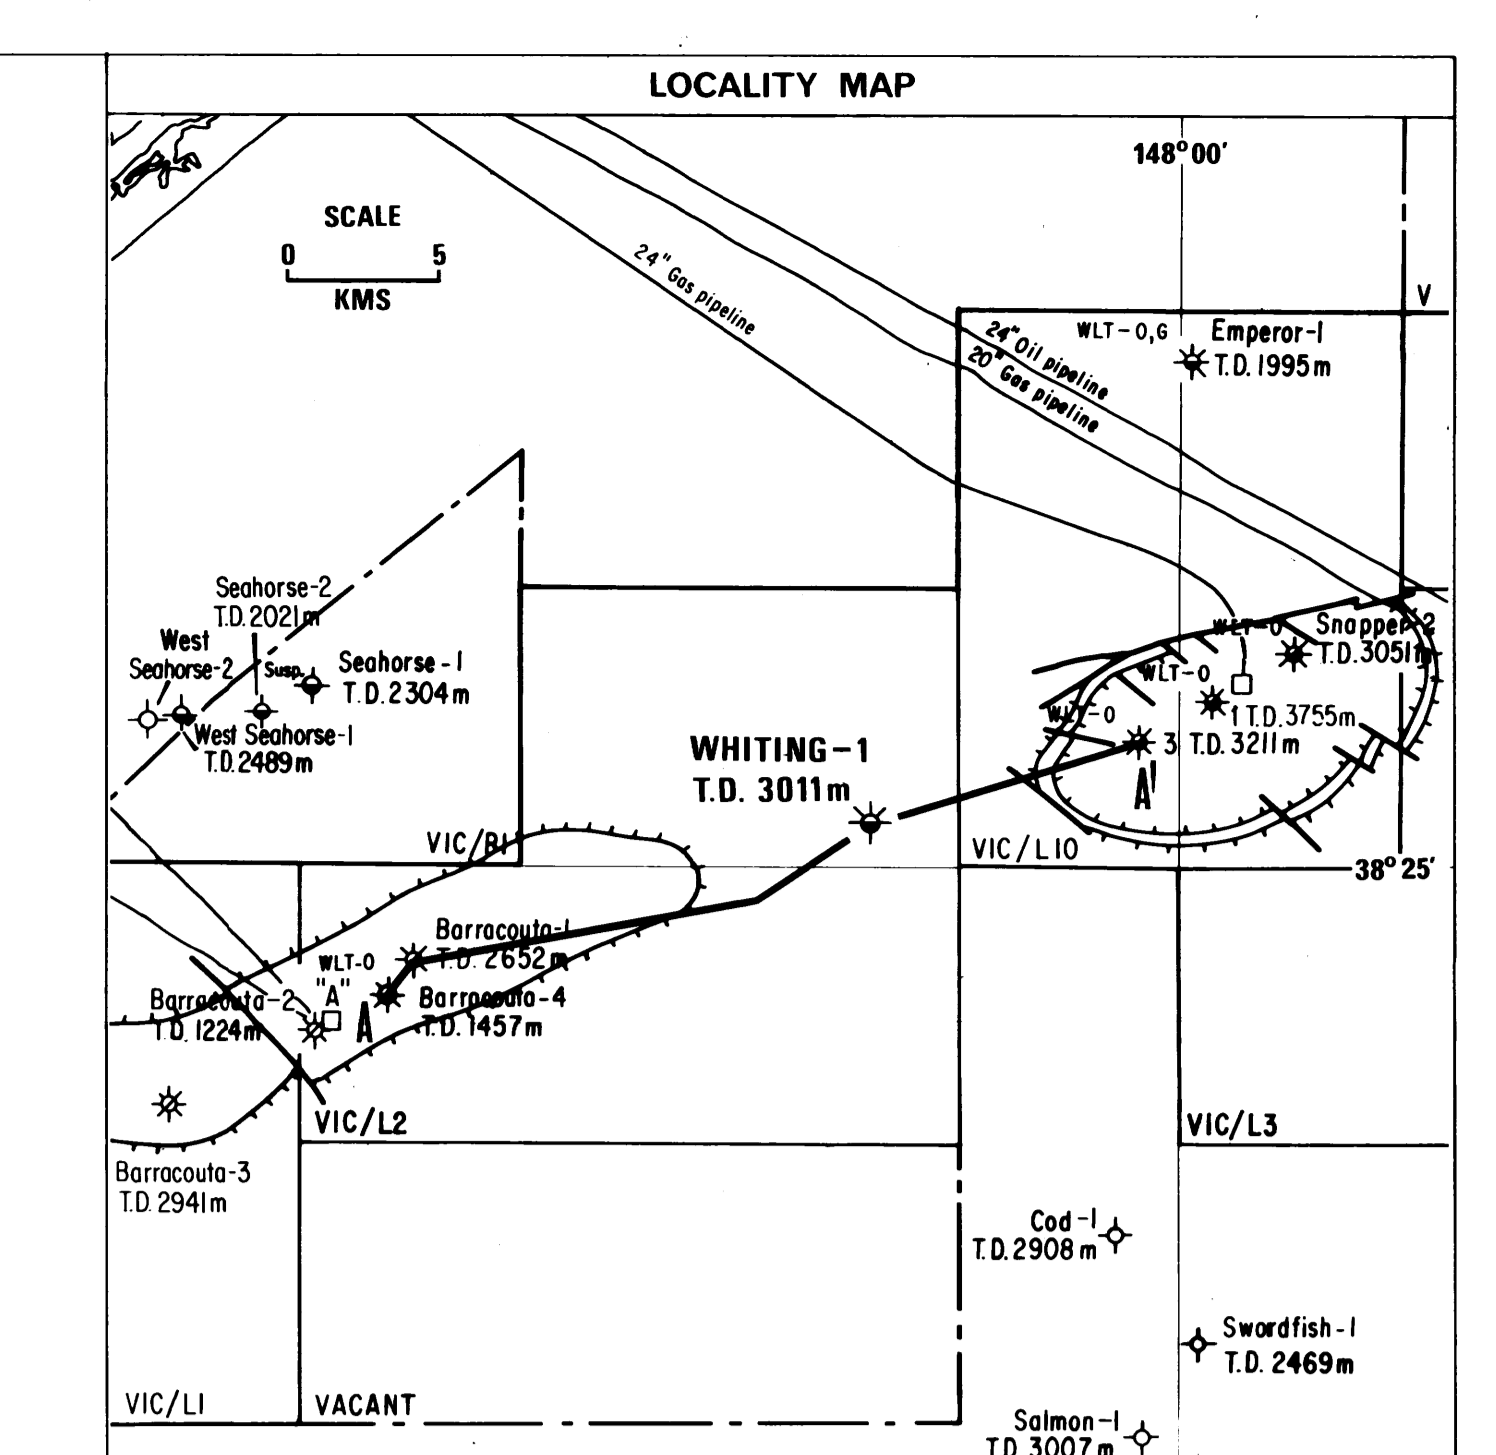 LOCALITY MAP
148°00'
SCALE
0 5
KMS
24" Gas pipeline
V
WLT-0,G
Emperor-1
T.D. 1995m
24" Oil pipeline
20" Gas pipeline
Seahorse-2
T.D. 2021m
West
Seahorse-2
Susp.
Seahorse-1
T.D. 2304m
West Seahorse-1
T.D. 2489m
WLT-0
Snapper-2
T.D. 3051m
WLT-0
WLT-0
1 T.D. 3755m
3 T.D. 3211m
A'
WHITING-1
T.D. 3011m
VIC/R1
VIC/L10
38°25'
Barracouta-1
T.D. 2652m
WLT-0
"A"
Barracouta-2
T.D. 1224m
A
Barracouta-4
T.D. 1457m
VIC/L2
VIC/L3
Barracouta-3
T.D. 2941m
Cod-1
T.D. 2908m
Swordfish-1
T.D. 2469m
VIC/L1
VACANT
Salmon-1
T.D. 3007m